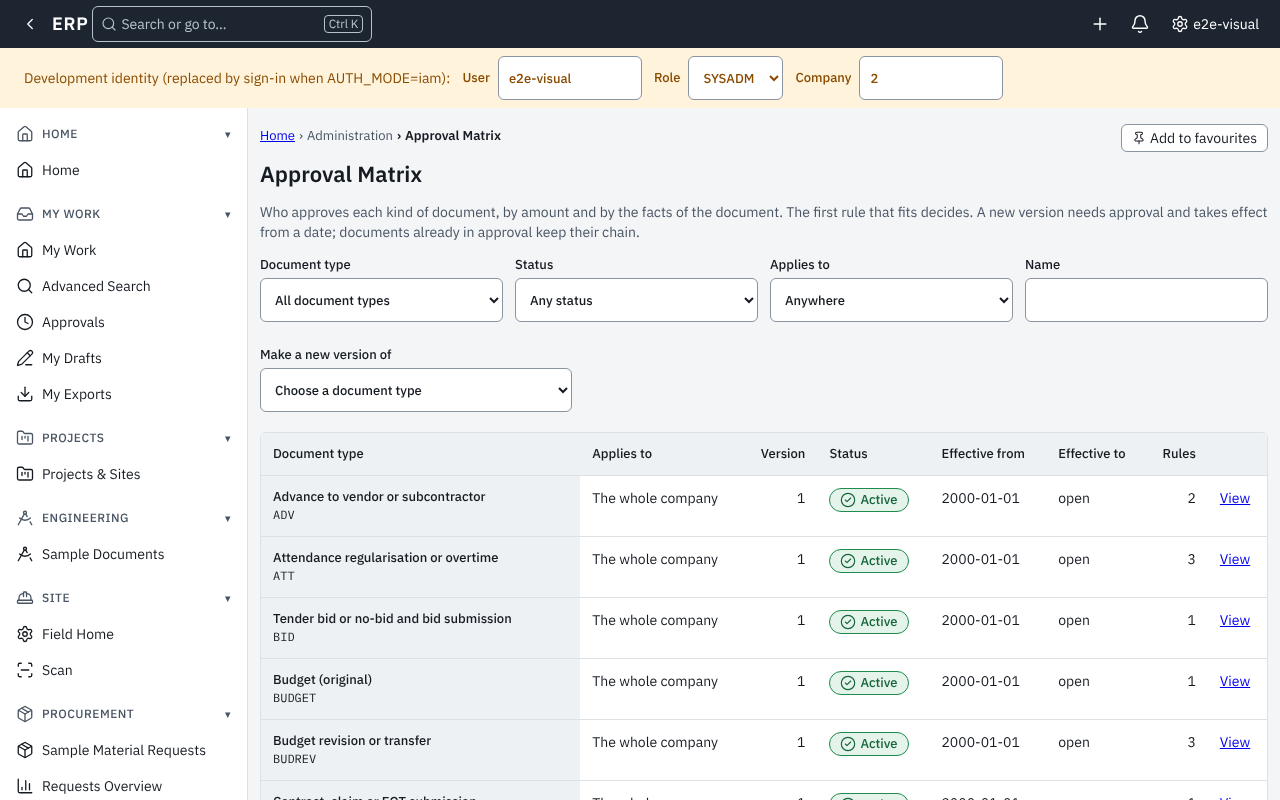 ERP
Search or go to...
Ctrl K
e2e-visual
Development identity (replaced by sign-in when AUTH_MODE=iam):
User
e2e-visual
Role
SYSADM
Company
2
HOME
Home
MY WORK
My Work
Advanced Search
Approvals
My Drafts
My Exports
PROJECTS
Projects & Sites
ENGINEERING
Sample Documents
SITE
Field Home
Scan
PROCUREMENT
Sample Material Requests
Requests Overview
Home › Administration › Approval Matrix
Add to favourites
Approval Matrix
Who approves each kind of document, by amount and by the facts of the document. The first rule that fits decides. A new version needs approval and takes effect
from a date; documents already in approval keep their chain.
Document type
Status
Applies to
Name
All document types
Any status
Anywhere
Make a new version of
Choose a document type
Document type Applies to Version Status Effective from Effective to Rules
Advance to vendor or subcontractor The whole company 1 Active 2000-01-01 open 2 View
ADV
Attendance regularisation or overtime The whole company 1 Active 2000-01-01 open 3 View
ATT
Tender bid or no-bid and bid submission The whole company 1 Active 2000-01-01 open 1 View
BID
Budget (original) The whole company 1 Active 2000-01-01 open 1 View
BUDGET
Budget revision or transfer The whole company 1 Active 2000-01-01 open 3 View
BUDREV